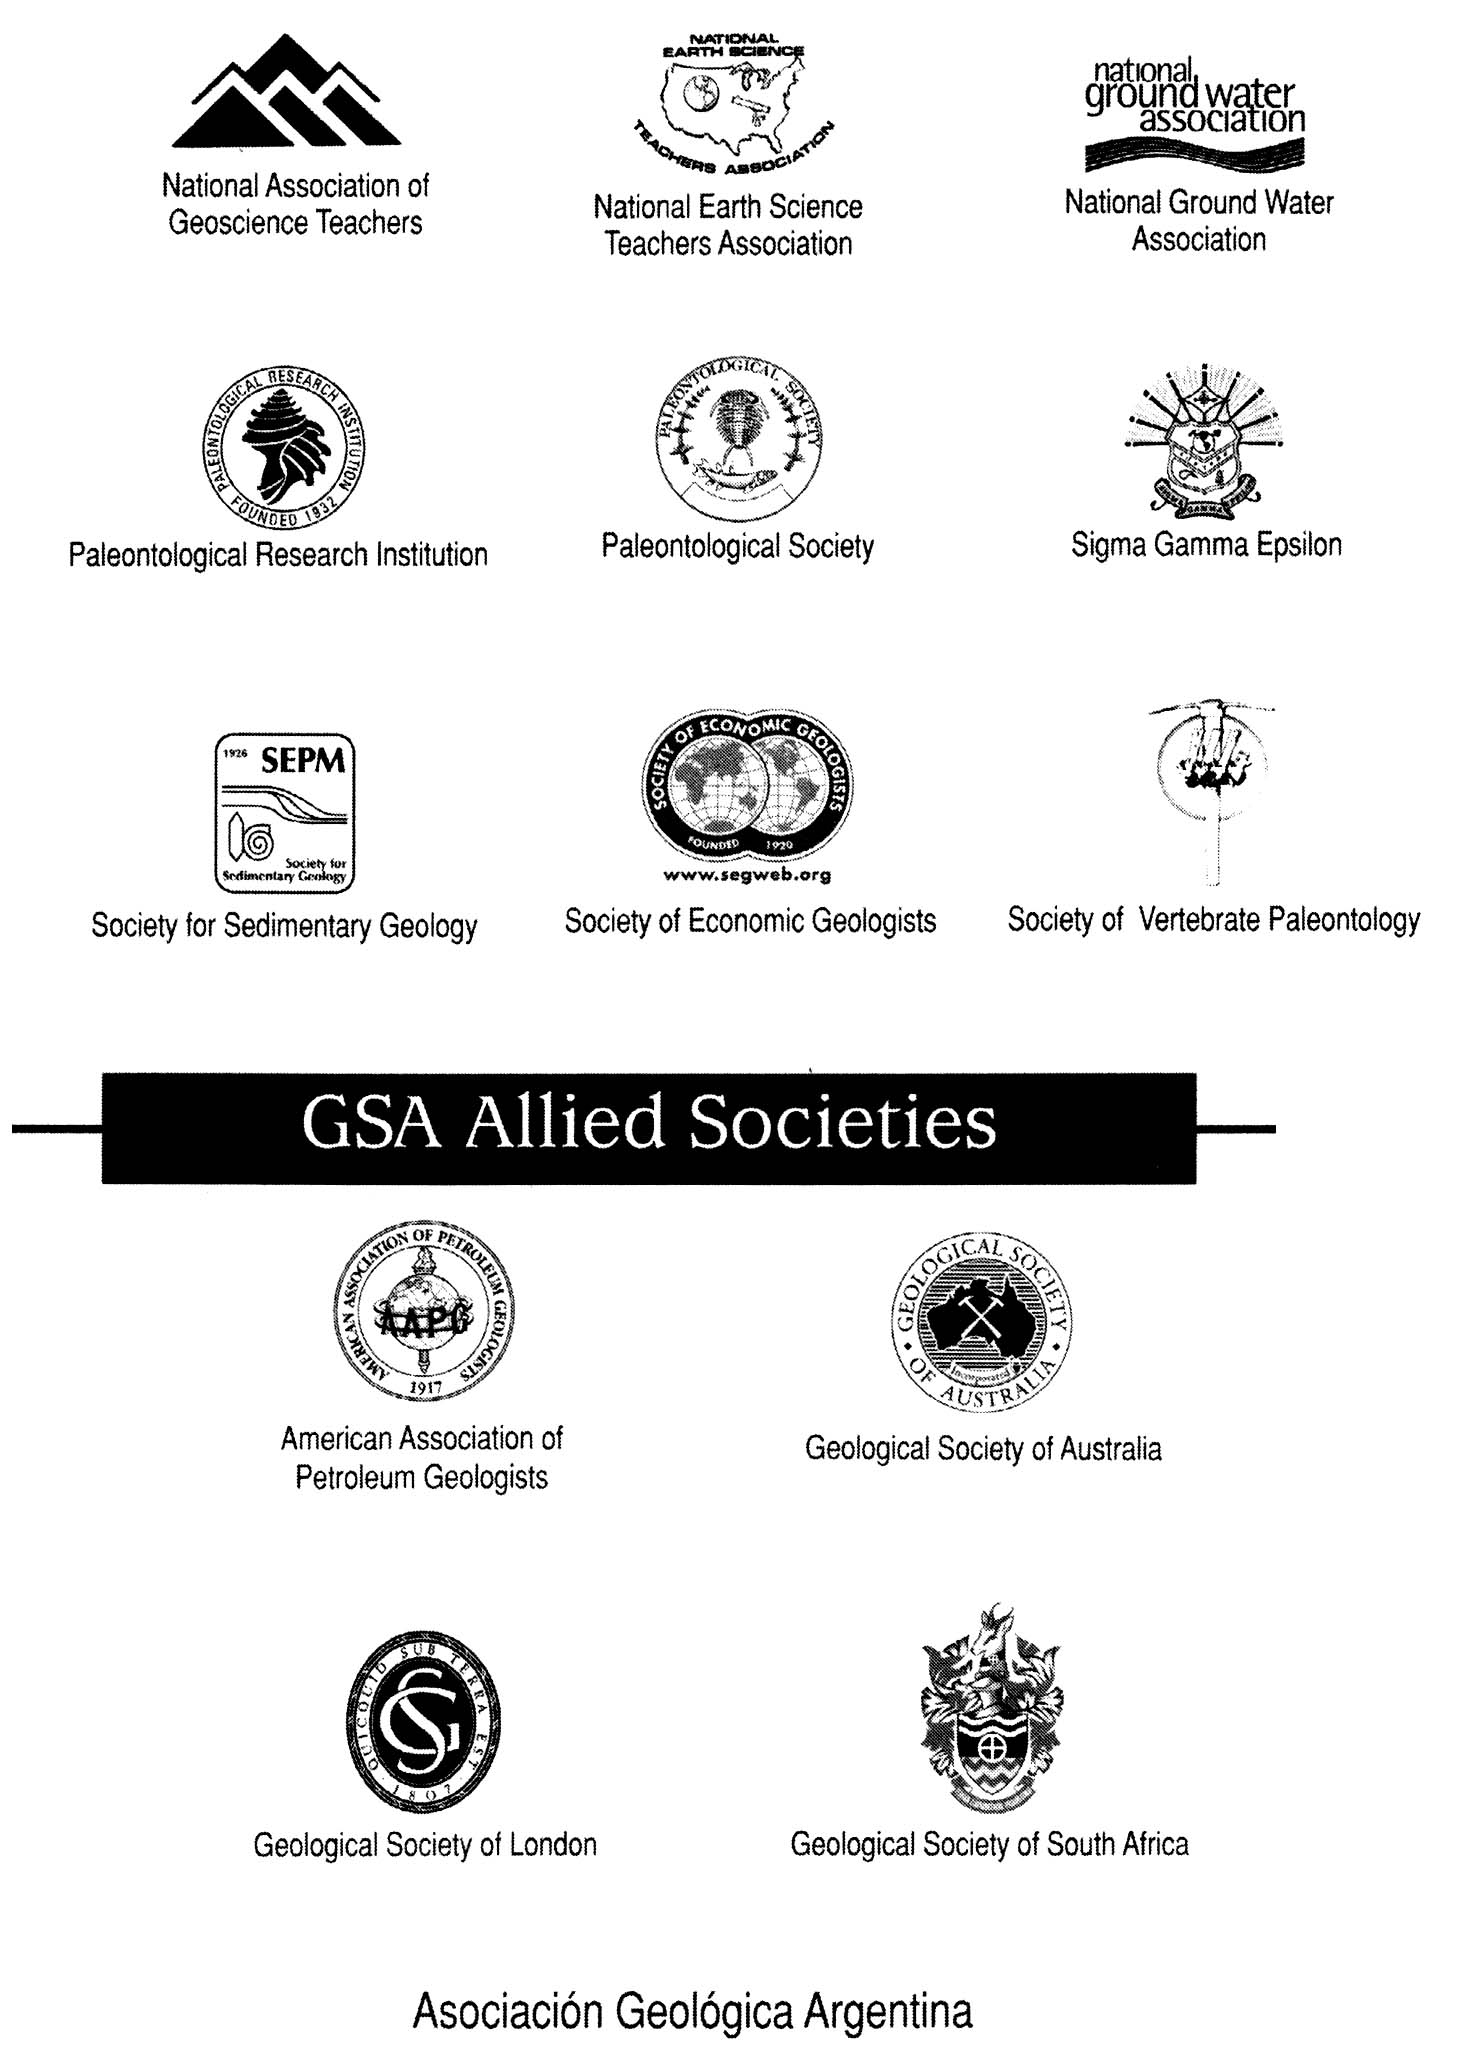 NATIONAL
EARTH SCIENCE
TEACHERS ASSOCIATION
national
ground water
association
National Association of
Geoscience Teachers
National Earth Science
Teachers Association
National Ground Water
Association
PALEONTOLOGICAL RESEARCH INSTITUTION
FOUNDED 1932
PALEONTOLOGICAL SOCIETY
SIGMA GAMMA EPSILON
Paleontological Research Institution
Paleontological Society
Sigma Gamma Epsilon
1926 SEPM
Society for
Sedimentary Geology
SOCIETY OF ECONOMIC GEOLOGISTS
FOUNDED 1920
www.segweb.org
Society for Sedimentary Geology
Society of Economic Geologists
Society of Vertebrate Paleontology
GSA Allied Societies
AMERICAN ASSOCIATION OF PETROLEUM GEOLOGISTS
AAPG
1917
GEOLOGICAL SOCIETY
Incorporated
OF AUSTRALIA
American Association of
Petroleum Geologists
Geological Society of Australia
QUICQUID SUB TERRA EST
GS
1807
Geological Society of London
Geological Society of South Africa
Asociación Geológica Argentina